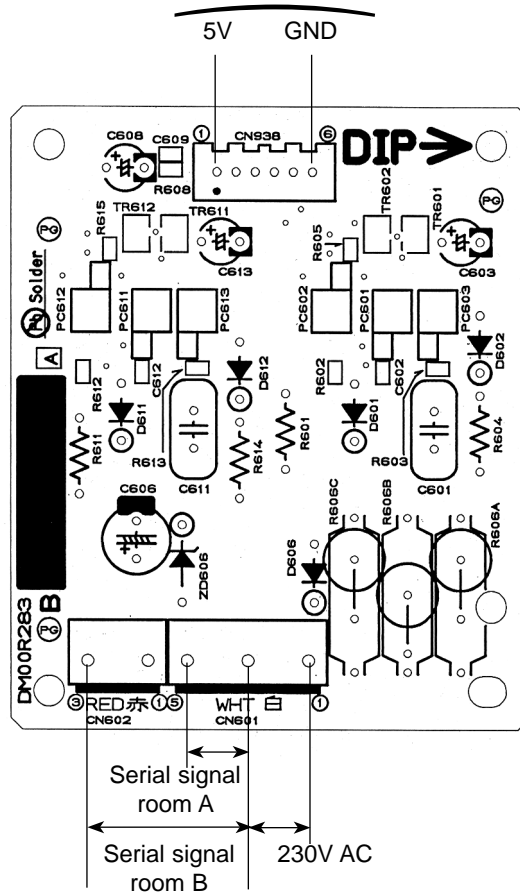 5V GND
C608 C609 ① CN938 ⑥ DIP
R608
R615 TR612 TR611 R605 TR602 TR601
PG PG
C613 C603
Pb Solder
PC612 PC611 PC613 PC602 PC601 PC603
A
R612 C612 D612 R602 C602 D602
D611 D601
R611 R613 R614 R601 R603 R604
C611 C601
C606 R606C R606B R606A
ZD606 D606
DM00R283 B
PG
③ RED 赤 ① ⑤ WHT 白 ①
CN602 CN601
Serial signal
room A
Serial signal
room B
230V AC